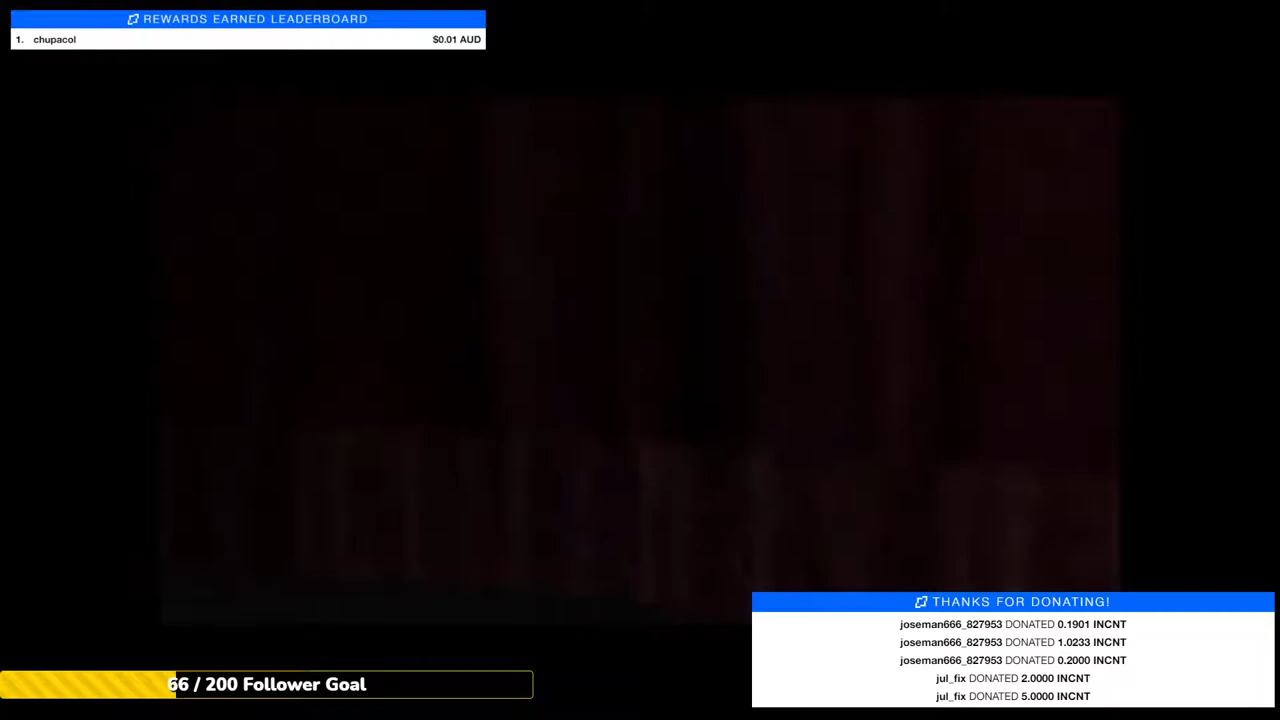 REWARDS EARNED LEADERBOARD
1. chupacol $0.01 AUD
THANKS FOR DONATING!
joseman666_827953 DONATED 0.1901 INCNT
joseman666_827953 DONATED 1.0233 INCNT
joseman666_827953 DONATED 0.2000 INCNT
jul_fix DONATED 2.0000 INCNT
jul_fix DONATED 5.0000 INCNT
66 / 200 Follower Goal